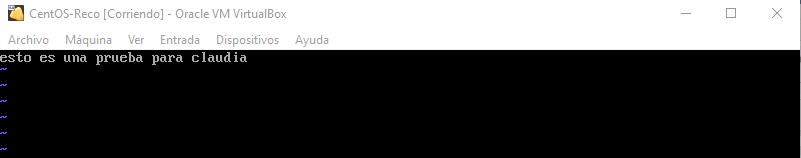 CentOS-Reco [Corriendo] - Oracle VM VirtualBox
Archivo Máquina Ver Entrada Dispositivos Ayuda
esto es una prueba para claudia
~
~
~
~
~
~